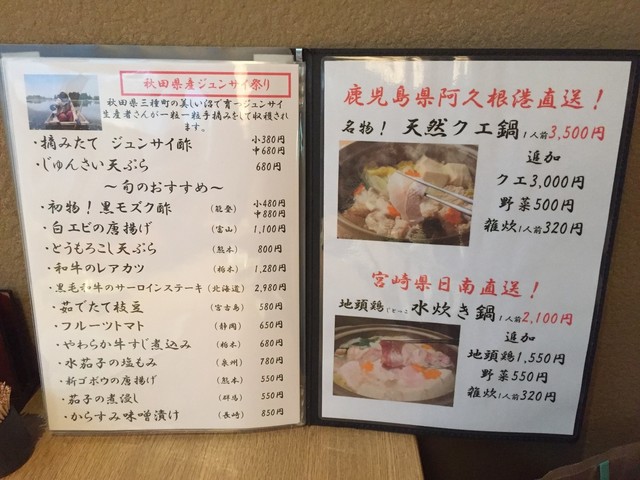 秋田県産ジュンサイ祭り
秋田県三種町の美しい沼で育つジュンサイ
生産者さんが一粒一粒手摘みをして収穫され
ます。
・摘みたて ジュンサイ酢 小380円
中680円
・じゅんさい天ぷら 680円
～旬のおすすめ～
・初物！黒モズク酢 (能登) 小480円
中880円
・白エビの唐揚げ (富山) 1,100円
・とうもろこし天ぷら (熊本) 800円
・和牛のレアカツ (栃木) 1,280円
・黒毛和牛のサーロインステーキ (北海道) 2,980円
・茹でたて枝豆 (宮古島) 580円
・フルーツトマト (静岡) 650円
・やわらか牛すじ煮込み (栃木) 680円
・水茄子の塩もみ (泉州) 780円
・新ゴボウの唐揚げ (熊本) 550円
・茄子の煮浸し (群馬) 550円
・からすみ味噌漬け (長崎) 850円
鹿児島県阿久根港直送！
名物！ 天然クエ鍋 1人前3,500円
追加
クエ3,000円
野菜500円
雑炊1人前320円
宮崎県日南直送！
地頭鶏 水炊き鍋 1人前2,100円
追加
地頭鶏1,550円
野菜550円
雑炊1人前320円